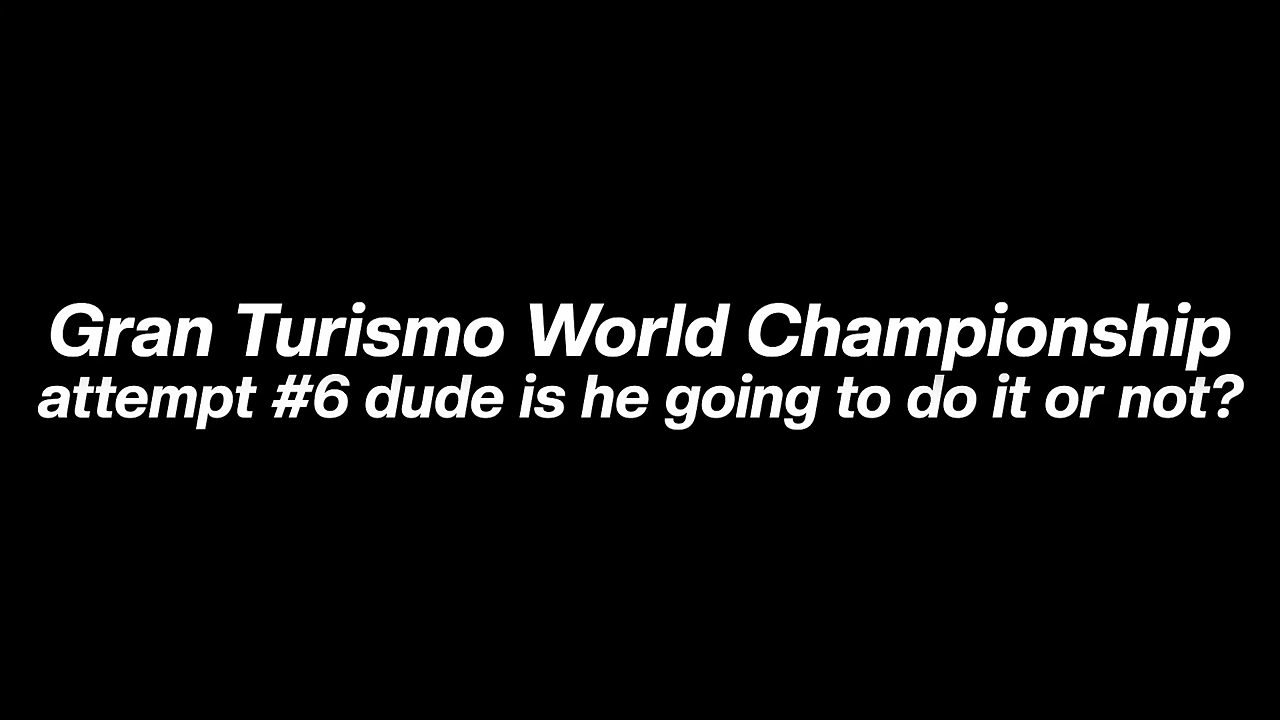 Gran Turismo World Championship
attempt #6 dude is he going to do it or not?